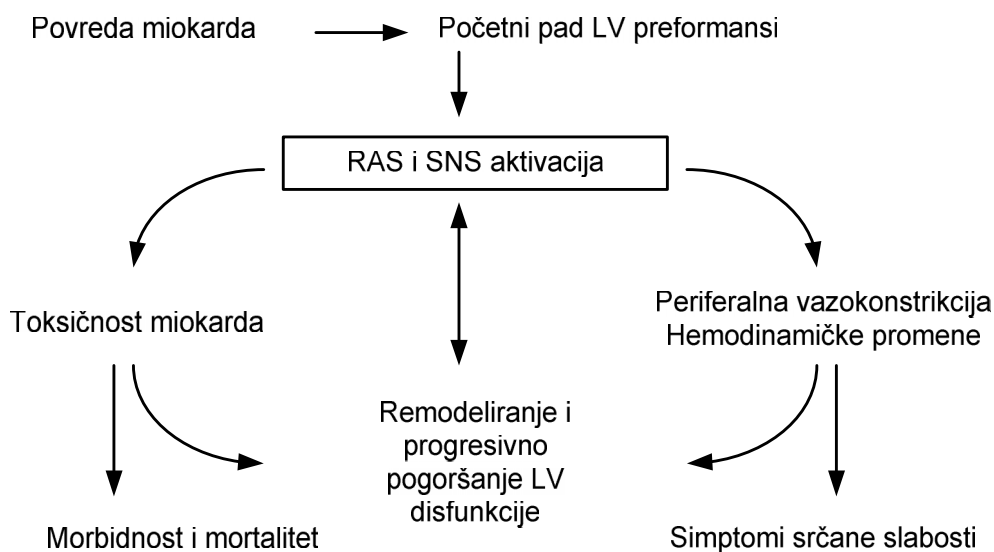 Povreda miokarda
Početni pad LV preformansi
RAS i SNS aktivacija
Toksičnost miokarda
Periferalna vazokonstrikcija
Hemodinamičke promene
Remodeliranje i
progresivno
pogoršanje LV
disfunkcije
Morbidnost i mortalitet
Simptomi srčane slabosti